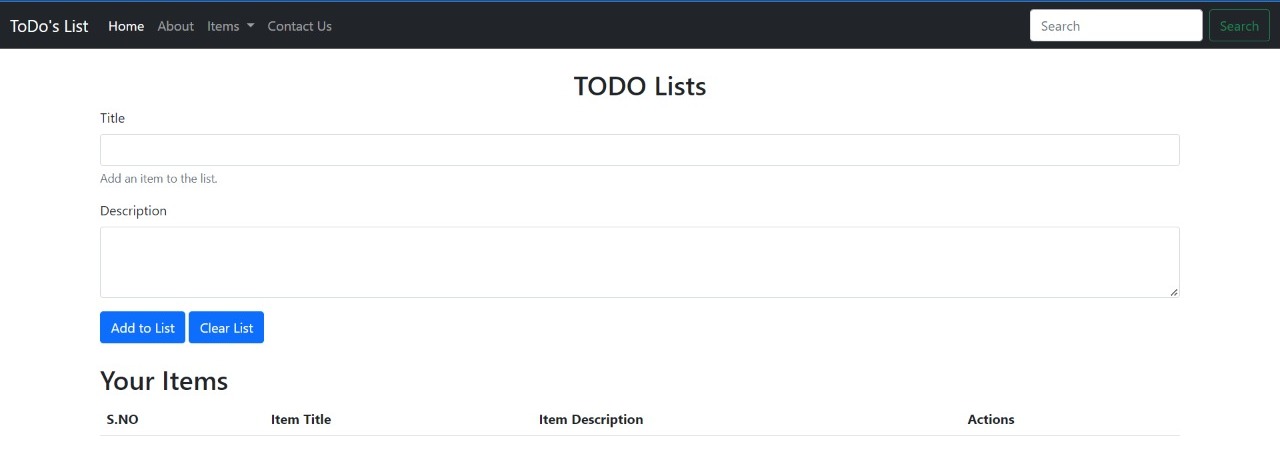 ToDo's List Home About Items Contact Us Search Search
TODO Lists
Title
Add an item to the list.
Description
Add to List Clear List
Your Items
S.NO Item Title Item Description Actions